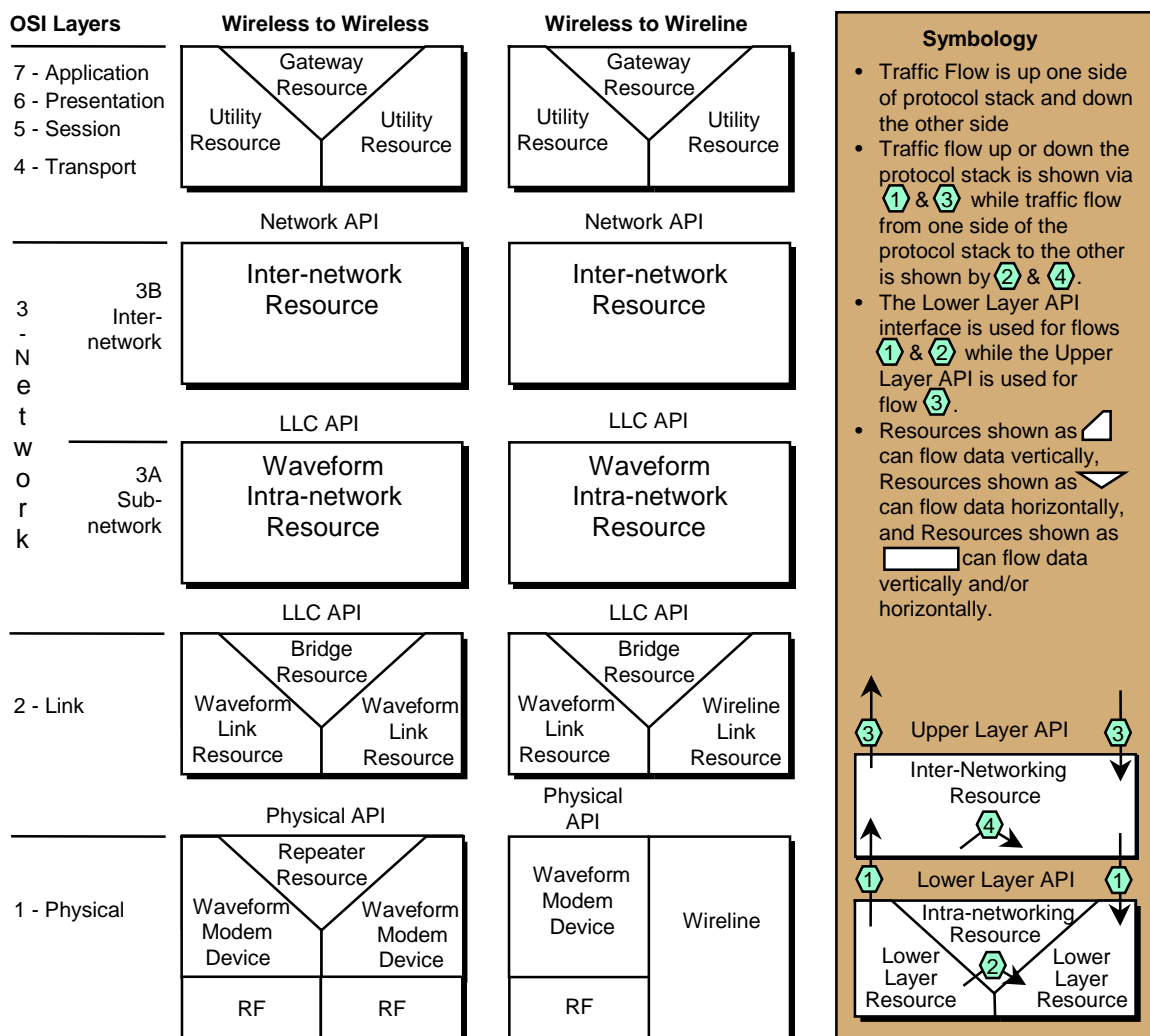 OSI Layers
Wireless to Wireless
Wireless to Wireline
7 - Application
6 - Presentation
5 - Session
4 - Transport
Gateway
Resource
Utility
Resource
Utility
Resource
Gateway
Resource
Utility
Resource
Utility
Resource
Network API
Network API
3
-
N
e
t
w
o
r
k
3B
Inter-
network
Inter-network
Resource
Inter-network
Resource
LLC API
LLC API
3A
Sub-
network
Waveform
Intra-network
Resource
Waveform
Intra-network
Resource
LLC API
LLC API
2 - Link
Bridge
Resource
Waveform
Link
Resource
Waveform
Link
Resource
Bridge
Resource
Waveform
Link
Resource
Wireline
Link
Resource
Physical API
Physical
API
1 - Physical
Repeater
Resource
Waveform
Modem
Device
Waveform
Modem
Device
RF
RF
Waveform
Modem
Device
RF
Wireline
Symbology
• Traffic Flow is up one side
of protocol stack and down
the other side
• Traffic flow up or down the
protocol stack is shown via
1 & 3 while traffic flow
from one side of the
protocol stack to the other
is shown by 2 & 4.
• The Lower Layer API
interface is used for flows
1 & 2 while the Upper
Layer API is used for
flow 3.
• Resources shown as
can flow data vertically,
Resources shown as
can flow data horizontally,
and Resources shown as
can flow data
vertically and/or
horizontally.
3 Upper Layer API 3
Inter-Networking
Resource
4
1 Lower Layer API 1
Intra-networking
Resource
Lower
Layer
Resource
2
Lower
Layer
Resource